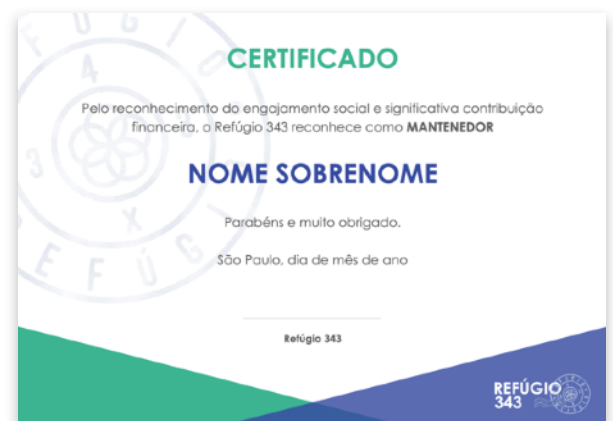 CERTIFICADO
Pelo reconhecimento do engajamento social e significativa contribuição
financeira, o Refúgio 343 reconhece como MANTENEDOR
NOME SOBRENOME
Parabéns e muito obrigado.
São Paulo, dia de mês de ano
Refúgio 343
REFÚGIO
343